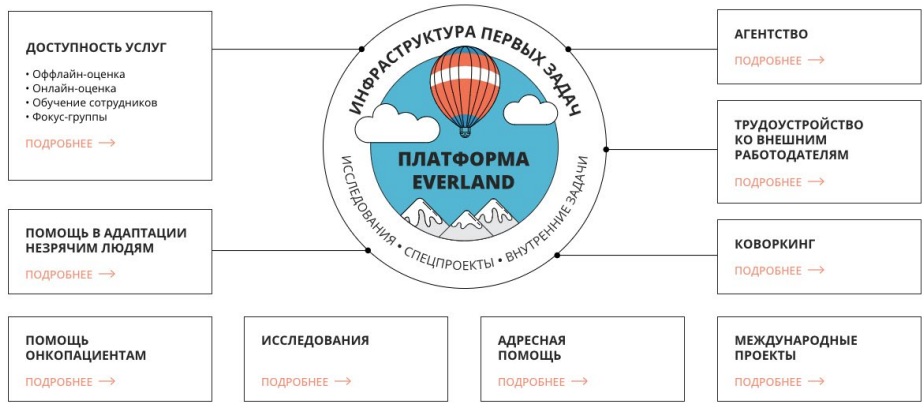 ДОСТУПНОСТЬ УСЛУГ
• Оффлайн-оценка
• Онлайн-оценка
• Обучение сотрудников
• Фокус-группы
ПОДРОБНЕЕ →
ПОМОЩЬ В АДАПТАЦИИ
НЕЗРЯЧИМ ЛЮДЯМ
ПОДРОБНЕЕ →
ИНФРАСТРУКТУРА ПЕРВЫХ ЗАДАЧ
ПЛАТФОРМА
EVERLAND
ИССЛЕДОВАНИЯ • СПЕЦПРОЕКТЫ • ВНУТРЕННИЕ ЗАДАЧИ
АГЕНТСТВО
ПОДРОБНЕЕ →
ТРУДОУСТРОЙСТВО
КО ВНЕШНИМ
РАБОТОДАТЕЛЯМ
ПОДРОБНЕЕ →
КОВОРКИНГ
ПОДРОБНЕЕ →
ПОМОЩЬ
ОНКОПАЦИЕНТАМ
ПОДРОБНЕЕ →
ИССЛЕДОВАНИЯ
ПОДРОБНЕЕ →
АДРЕСНАЯ
ПОМОЩЬ
ПОДРОБНЕЕ →
МЕЖДУНАРОДНЫЕ
ПРОЕКТЫ
ПОДРОБНЕЕ →